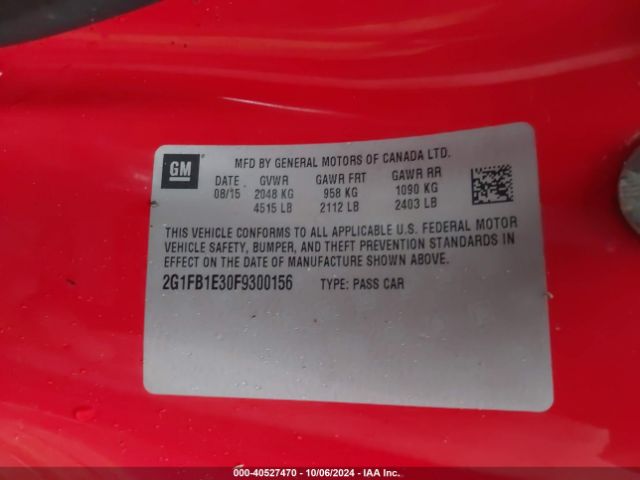 GM
MFD BY GENERAL MOTORS OF CANADA LTD.
DATE GVWR GAWR FRT GAWR RR
08/15 2048 KG 958 KG 1090 KG
4515 LB 2112 LB 2403 LB
THIS VEHICLE CONFORMS TO ALL APPLICABLE U.S. FEDERAL MOTOR
VEHICLE SAFETY, BUMPER, AND THEFT PREVENTION STANDARDS IN
EFFECT ON THE DATE OF MANUFACTURE SHOWN ABOVE.
2G1FB1E30F9300156 TYPE: PASS CAR
000-40527470 - 10/06/2024 - IAA Inc.